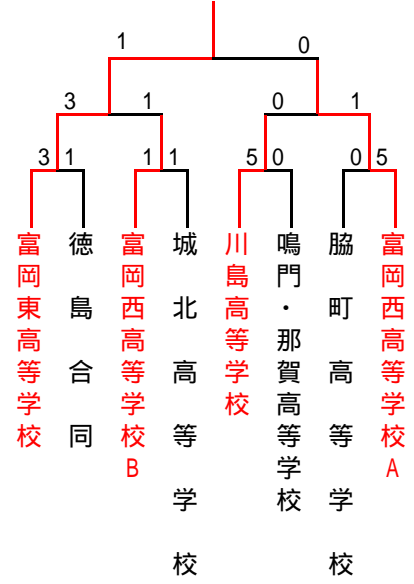 1 0
3 1 0 1
3 1 1 1 5 0 0 5
富岡東高等学校
徳島合同
富岡西高等学校B
城北高等学校
川島高等学校
鳴門・那賀高等学校
脇町高等学校
富岡西高等学校A